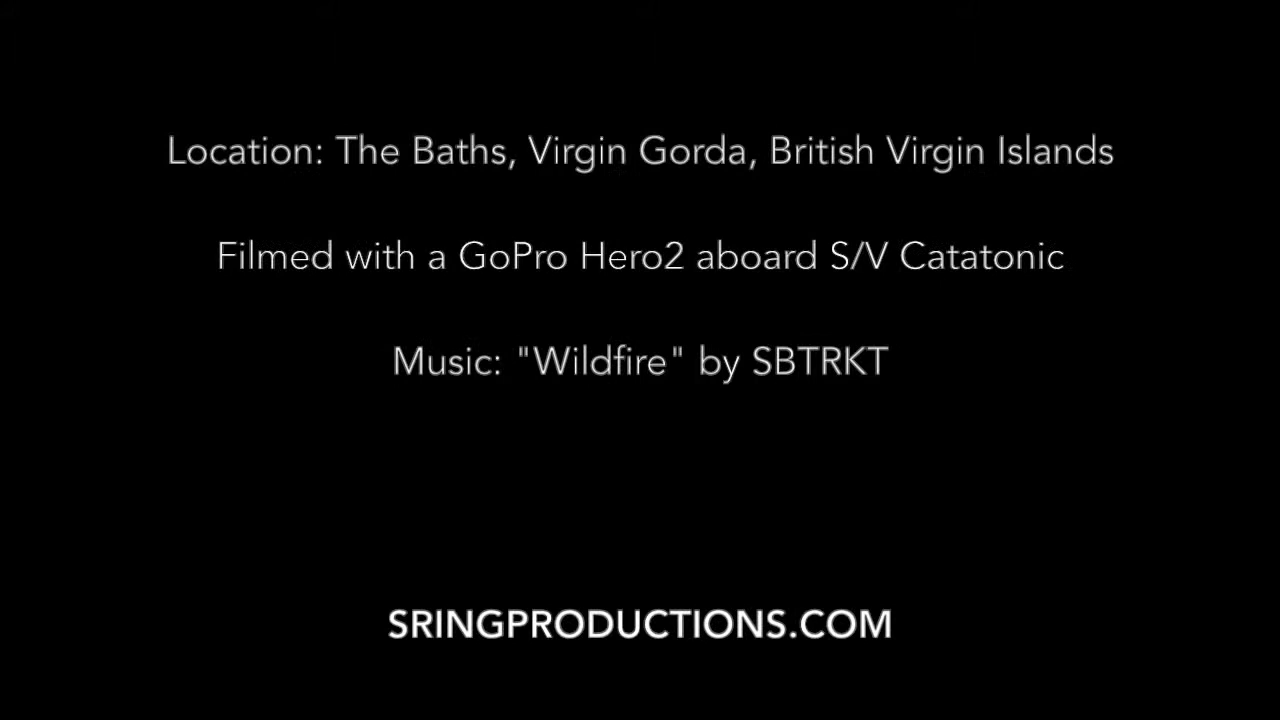 Location: The Baths, Virgin Gorda, British Virgin Islands
Filmed with a GoPro Hero2 aboard S/V Catatonic
Music: "Wildfire" by SBTRKT
SRINGPRODUCTIONS.COM